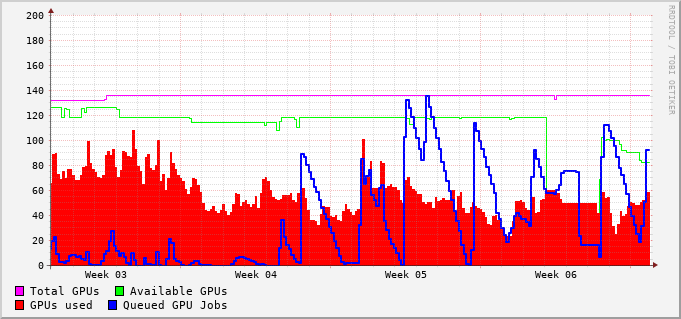 RRDTOOL / TOBI OETIKER
200
180
160
140
120
100
80
60
40
20
0
Week 03 Week 04 Week 05 Week 06
Total GPUs Available GPUs
GPUs used Queued GPU Jobs